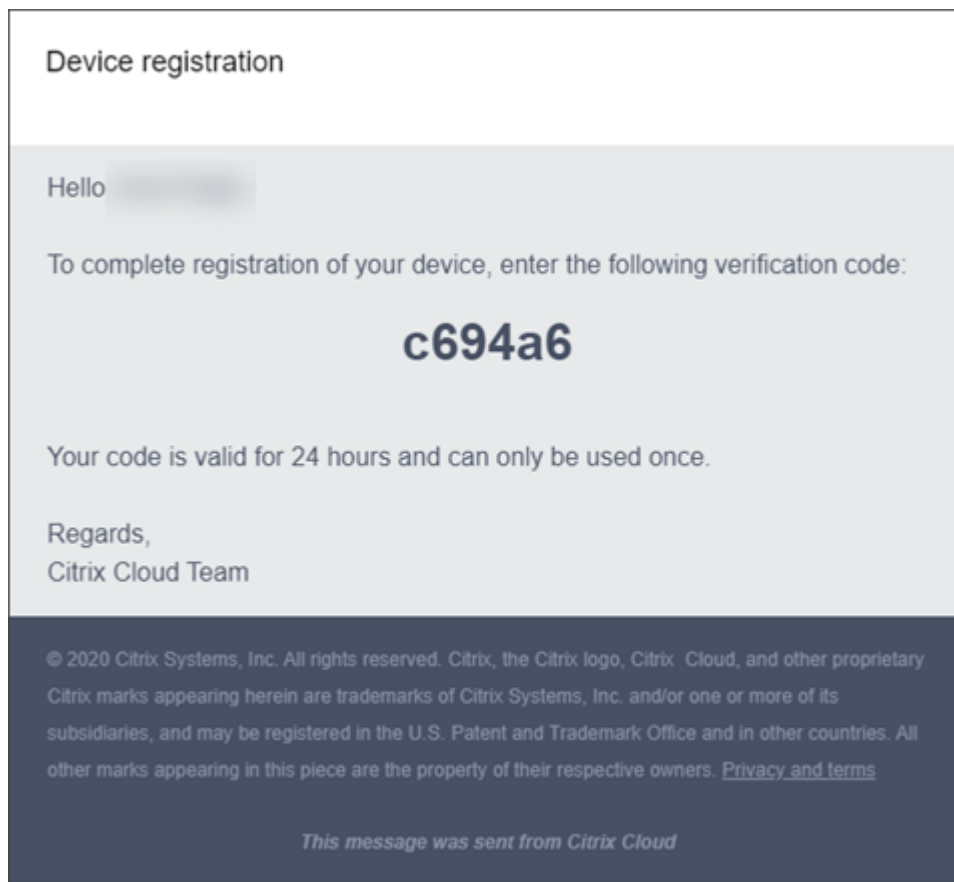 Device registration
Hello
To complete registration of your device, enter the following verification code:
c694a6
Your code is valid for 24 hours and can only be used once.
Regards,
Citrix Cloud Team
© 2020 Citrix Systems, Inc. All rights reserved. Citrix, the Citrix logo, Citrix  Cloud, and other proprietary
Citrix marks appearing herein are trademarks of Citrix Systems, Inc. and/or one or more of its
subsidiaries, and may be registered in the U.S. Patent and Trademark Office and in other countries. All
other marks appearing in this piece are the property of their respective owners. Privacy and terms
This message was sent from Citrix Cloud